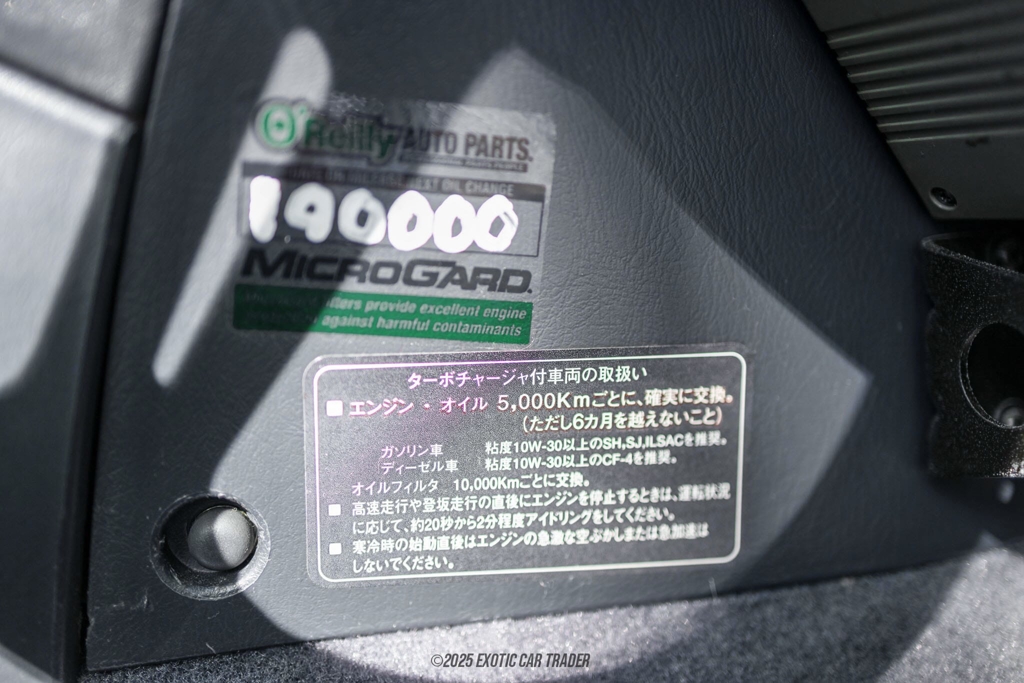 O'Reilly AUTO PARTS.
NEXT OIL CHANGE
190000
MICROGARD.
filters provide excellent engine
against harmful contaminants
ターボチャージャ付車両の取扱い
■エンジン・オイル 5,000Kmごとに、確実に交換。
(ただし6カ月を越えないこと)
ガソリン車 粘度10W-30以上のSH,SJ,ILSACを推奨。
ディーゼル車 粘度10W-30以上のCF-4を推奨。
オイルフィルタ 10,000Kmごとに交換。
■高速走行や登坂走行の直後にエンジンを停止するときは、運転状況
に応じて、約20秒から2分程度アイドリングをしてください。
■寒冷時の始動直後はエンジンの急激な空ぶかしまたは急加速は
しないでください。
©2025 EXOTIC CAR TRADER